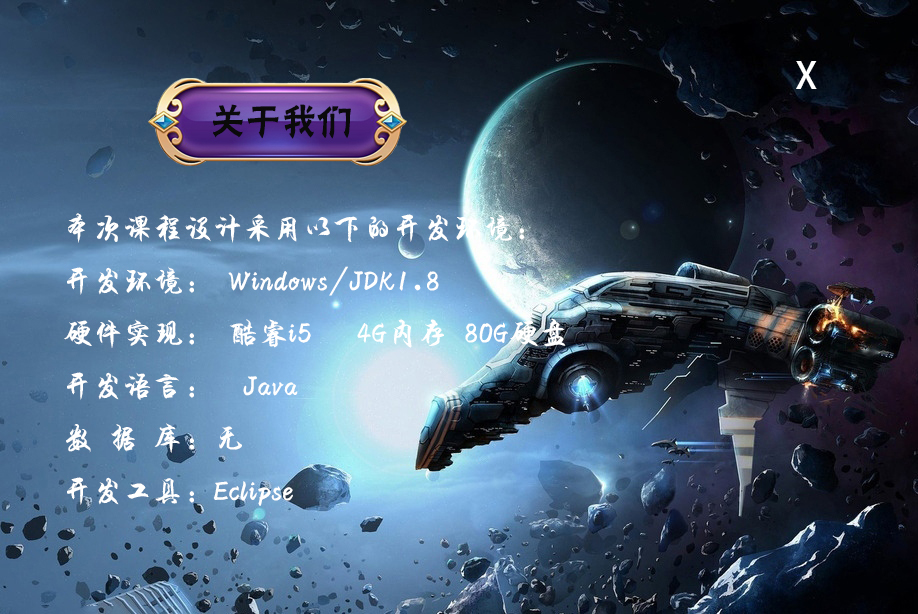 X
关于我们
本次课程设计采用以下的开发环境：
开发环境： Windows/JDK1.8
硬件实现： 酷睿i5 4G内存 80G硬盘
开发语言： Java
数 据 库：无
开发工具：Eclipse